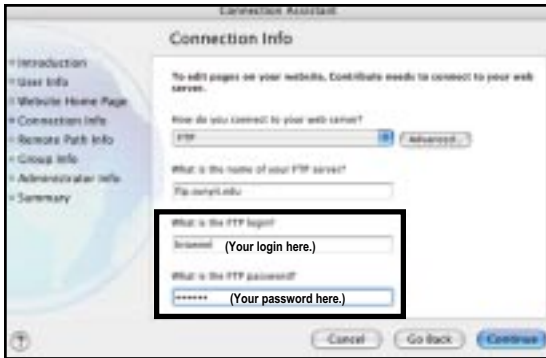 Connection Assistant
Connection Info
Introduction
User Info
Website Home Page
Connection Info
Remote Path Info
Group Info
Administrator Info
Summary
To edit pages on your website, Contribute needs to connect to your web
server.
How do you connect to your web server?
FTP
Advanced...
What is the name of your FTP server?
What is the FTP login?
(Your login here.)
What is the FTP password?
•••••• (Your password here.)
?
Cancel
Go Back
Continue